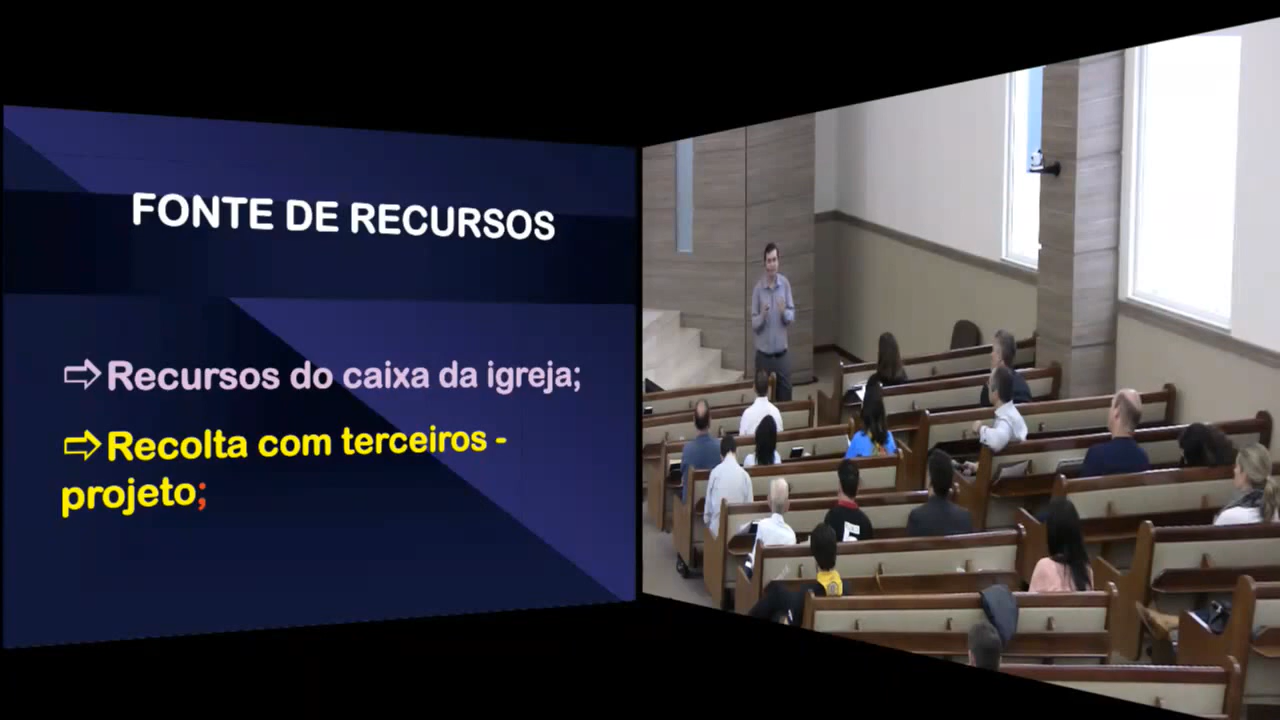 FONTE DE RECURSOS
⇨Recursos do caixa da igreja;
⇨Recolta com terceiros -
projeto;